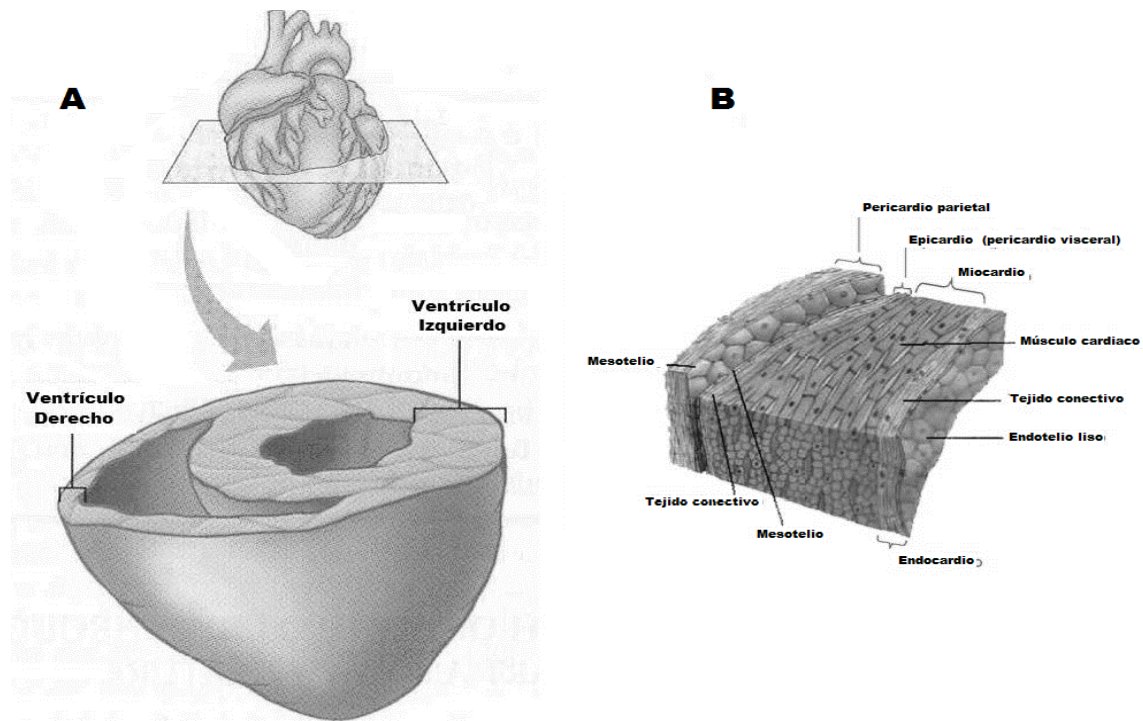 A
B
Ventrículo
Izquierdo
Ventrículo
Derecho
Pericardio parietal
Epicardio (pericardio visceral)
Miocardio
Músculo cardiaco
Mesotelio
Tejido conectivo
Endotelio liso
Tejido conectivo
Mesotelio
Endocardio